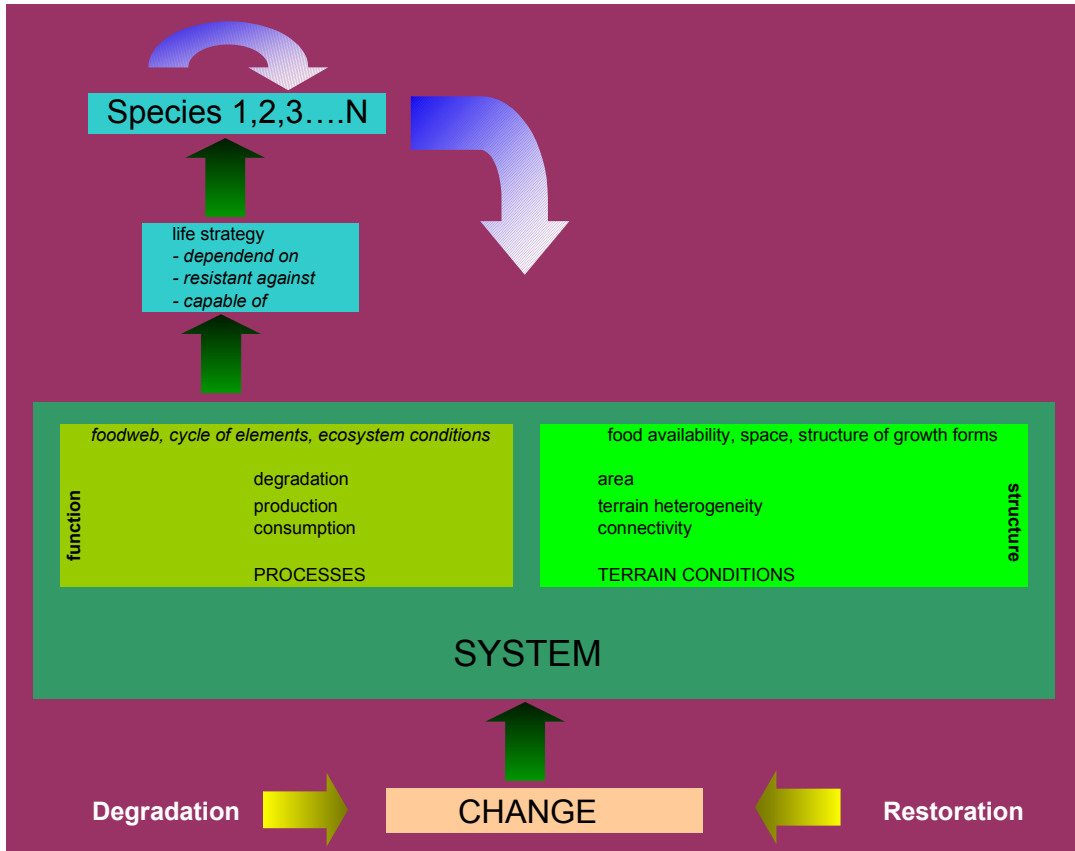 Species 1,2,3….N
life strategy
- dependend on
- resistant against
- capable of
foodweb, cycle of elements, ecosystem conditions
degradation
production
consumption
PROCESSES
function
food availability, space, structure of growth forms
area
terrain heterogeneity
connectivity
TERRAIN CONDITIONS
structure
SYSTEM
Degradation
CHANGE
Restoration